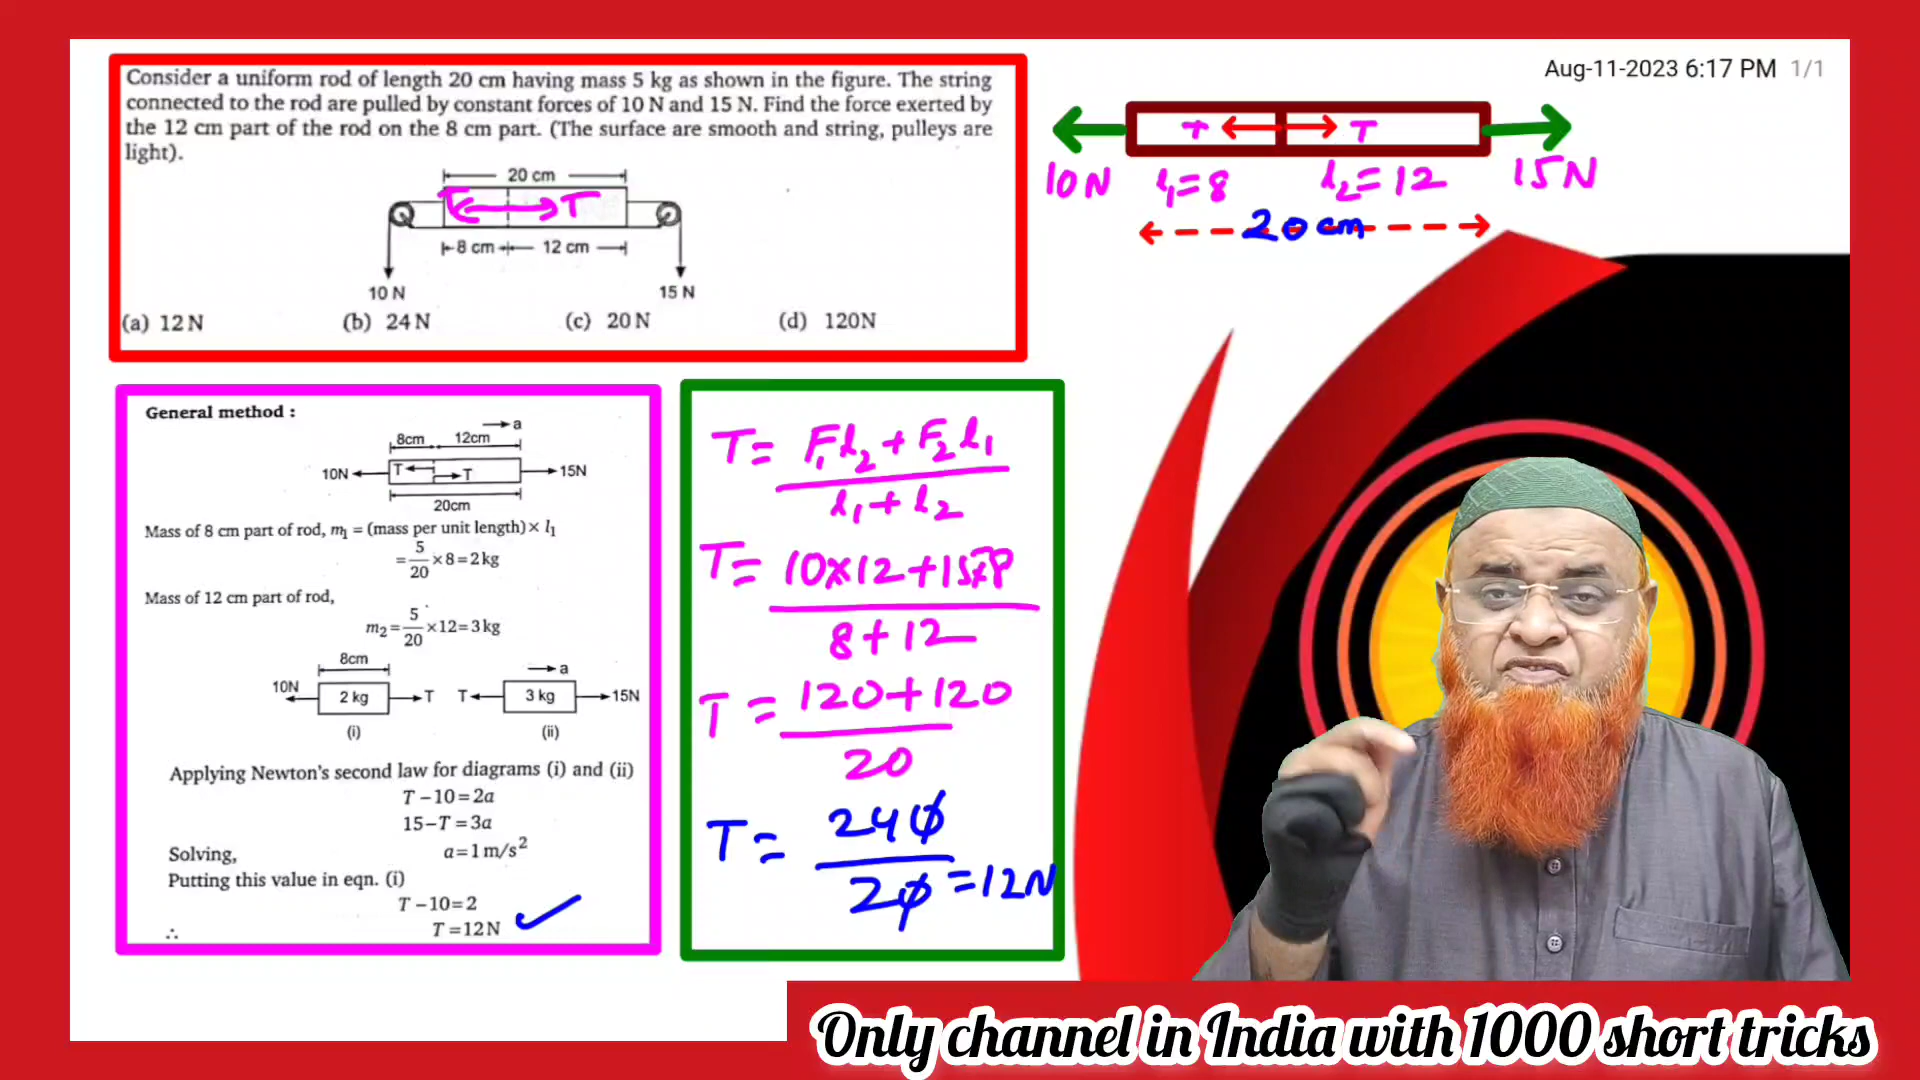 Consider a uniform rod of length 20 cm having mass 5 kg as shown in the figure. The string
connected to the rod are pulled by constant forces of 10 N and 15 N. Find the force exerted by
the 12 cm part of the rod on the 8 cm part. (The surface are smooth and string, pulleys are
light).
20 cm
T T
8 cm 12 cm
10 N 15 N
(a) 12 N (b) 24 N (c) 20 N (d) 120N
Aug-11-2023 6:17 PM 1/1
T T
10N l₁=8 l₂=12 15N
20cm
General method :
a
8cm 12cm
10N T T 15N
20cm
Mass of 8 cm part of rod, m₁ = (mass per unit length) × l₁
= 5/20 ×8=2 kg
Mass of 12 cm part of rod,
m₂= 5/20 ×12=3 kg
8cm a
10N 2 kg T T 3 kg 15N
(i) (ii)
Applying Newton's second law for diagrams (i) and (ii)
T – 10 = 2a
15–T = 3a
Solving, a=1 m/s²
Putting this value in eqn. (i)
T – 10=2
∴ T =12 N
T= F₁l₂+F₂l₁ / l₁+l₂
T= 10×12+15×8 / 8+12
T= 120+120 / 20
T= 240 / 20 =12N
Only channel in India with 1000 short tricks